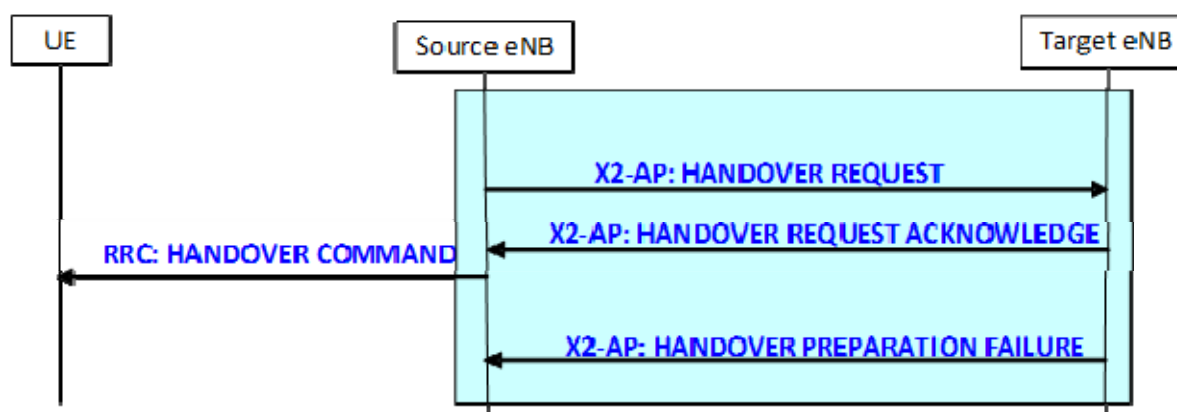 UE
Source eNB
Target eNB
X2-AP: HANDOVER REQUEST
X2-AP: HANDOVER REQUEST ACKNOWLEDGE
RRC: HANDOVER COMMAND
X2-AP: HANDOVER PREPARATION FAILURE